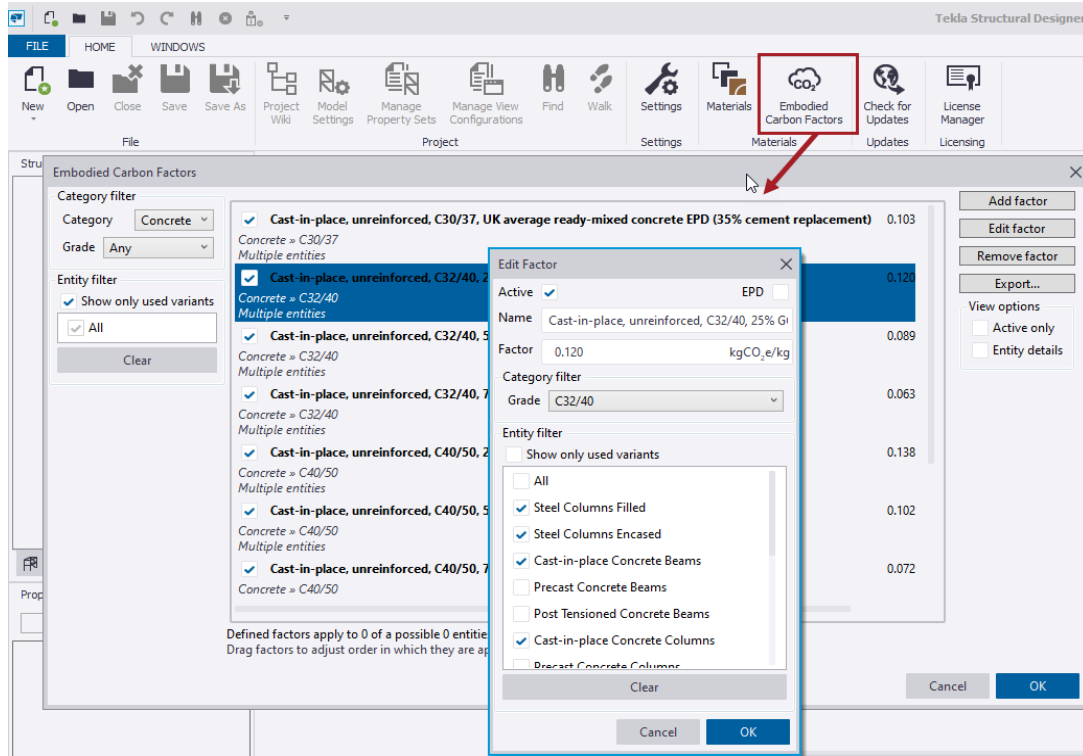 Tekla Structural Designer
FILE HOME WINDOWS
New Open Close Save Save As Project Wiki Model Settings Manage Property Sets Manage View Configurations Find Walk Settings Materials Embodied Carbon Factors Check for Updates License Manager
CO2
File Project Settings Materials Updates Licensing
Stru
Embodied Carbon Factors
Category filter
Category Concrete
Grade Any
Entity filter
Show only used variants
All
Clear
Cast-in-place, unreinforced, C30/37, UK average ready-mixed concrete EPD (35% cement replacement) 0.103
Concrete » C30/37
Multiple entities
Cast-in-place, unreinforced, C32/40, 2 0.120
Concrete » C32/40
Multiple entities
Cast-in-place, unreinforced, C32/40, 5 0.089
Concrete » C32/40
Multiple entities
Cast-in-place, unreinforced, C32/40, 7 0.063
Concrete » C32/40
Multiple entities
Cast-in-place, unreinforced, C40/50, 2 0.138
Concrete » C40/50
Multiple entities
Cast-in-place, unreinforced, C40/50, 5 0.102
Concrete » C40/50
Multiple entities
Cast-in-place, unreinforced, C40/50, 7 0.072
Concrete » C40/50
Defined factors apply to 0 of a possible 0 entitie
Drag factors to adjust order in which they are ap
Add factor
Edit factor
Remove factor
Export...
View options
Active only
Entity details
Cancel OK
Edit Factor
Active EPD
Name Cast-in-place, unreinforced, C32/40, 25% G
Factor 0.120 kgCO₂e/kg
Category filter
Grade C32/40
Entity filter
Show only used variants
All
Steel Columns Filled
Steel Columns Encased
Cast-in-place Concrete Beams
Precast Concrete Beams
Post Tensioned Concrete Beams
Cast-in-place Concrete Columns
Precast Concrete Columns
Clear
Cancel OK
Prop